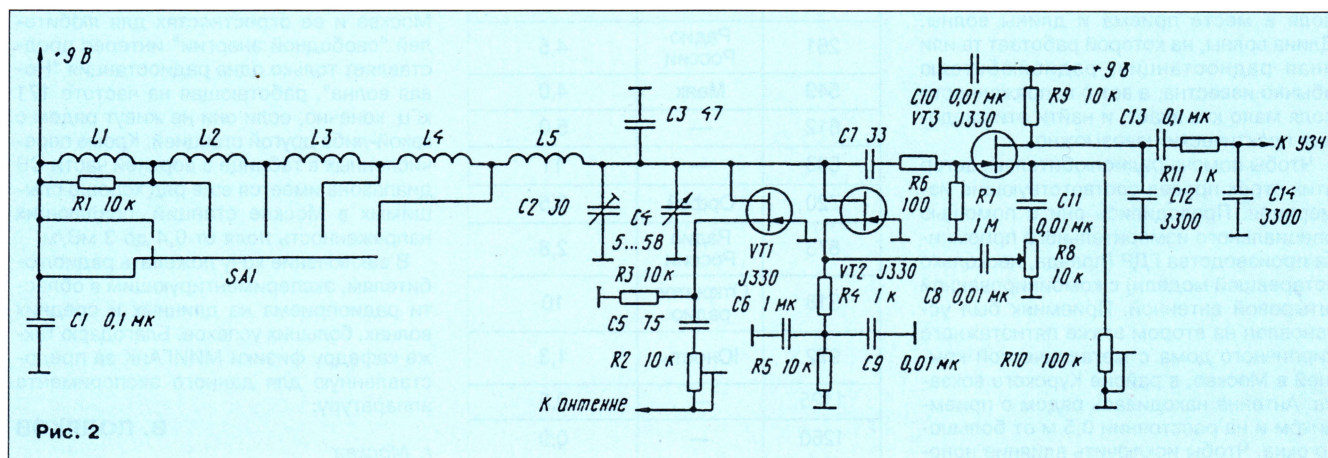 +9 В
L1
L2
L3
L4
L5
R1 10 к
SA1
C1 0,1 мк
C2 30
C3 47
C4
5...58
R3 10 к
C5 75
R2 10 к
К антенне
VT1
J330
C6 1 мк
R5 10 к
VT2 J330
R4 1 к
C9
0,01 мк
C7 33
R6
100
C8 0,01 мк
C10 0,01 мк
VT3 J330
R7
1 М
+9 В
R9
10 к
C11
0,01 мк
R8
10 к
R10
100 к
C13 0,1 мк
R11 1 к
C12
3300
К УЗЧ
C14
3300
Рис. 2